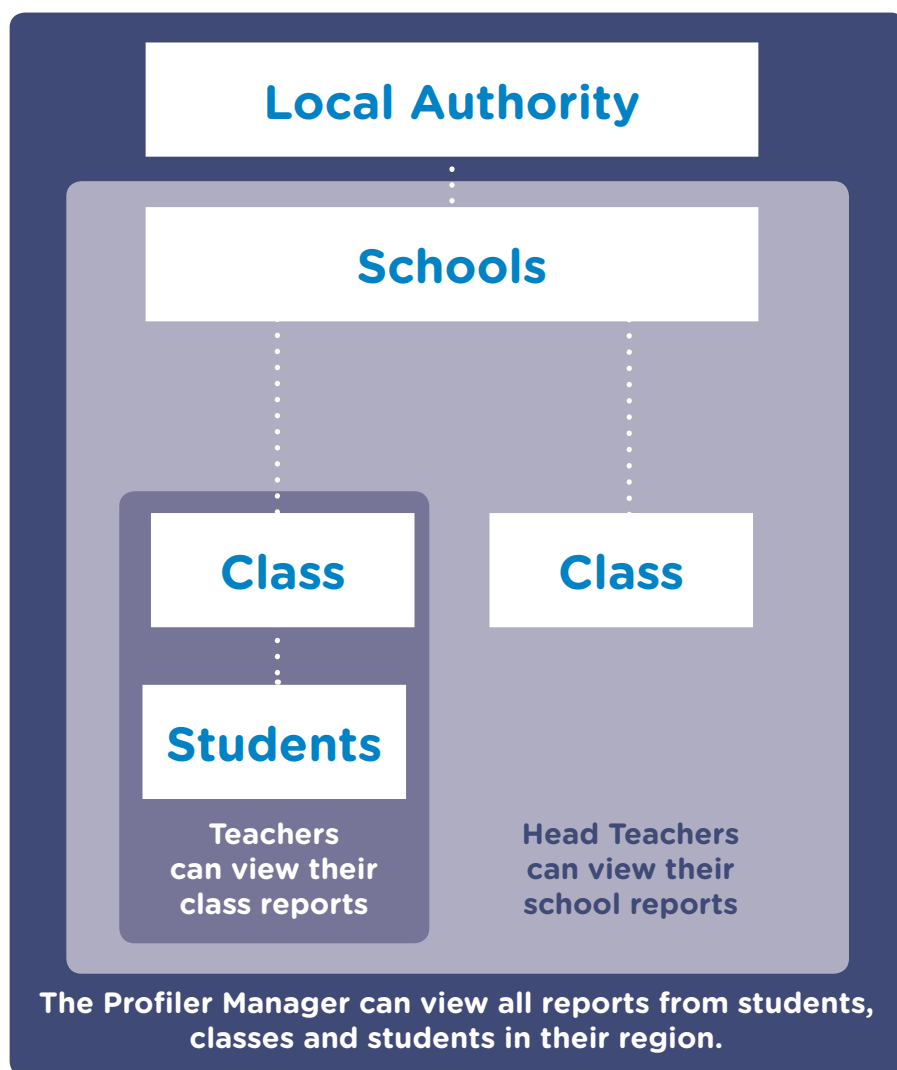 Local Authority
Schools
Class
Class
Students
Teachers
can view their
class reports
Head Teachers
can view their
school reports
The Profiler Manager can view all reports from students,
classes and students in their region.